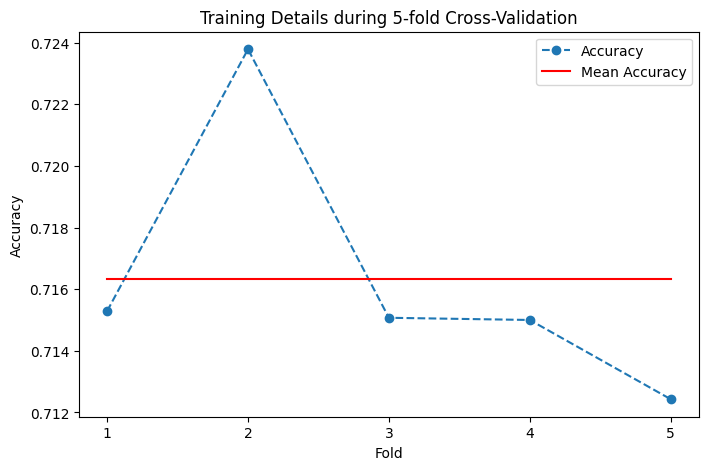 Training Details during 5-fold Cross-Validation
Accuracy
Mean Accuracy
0.724
0.722
0.720
0.718
0.716
0.714
0.712
Accuracy
1 2 3 4 5
Fold